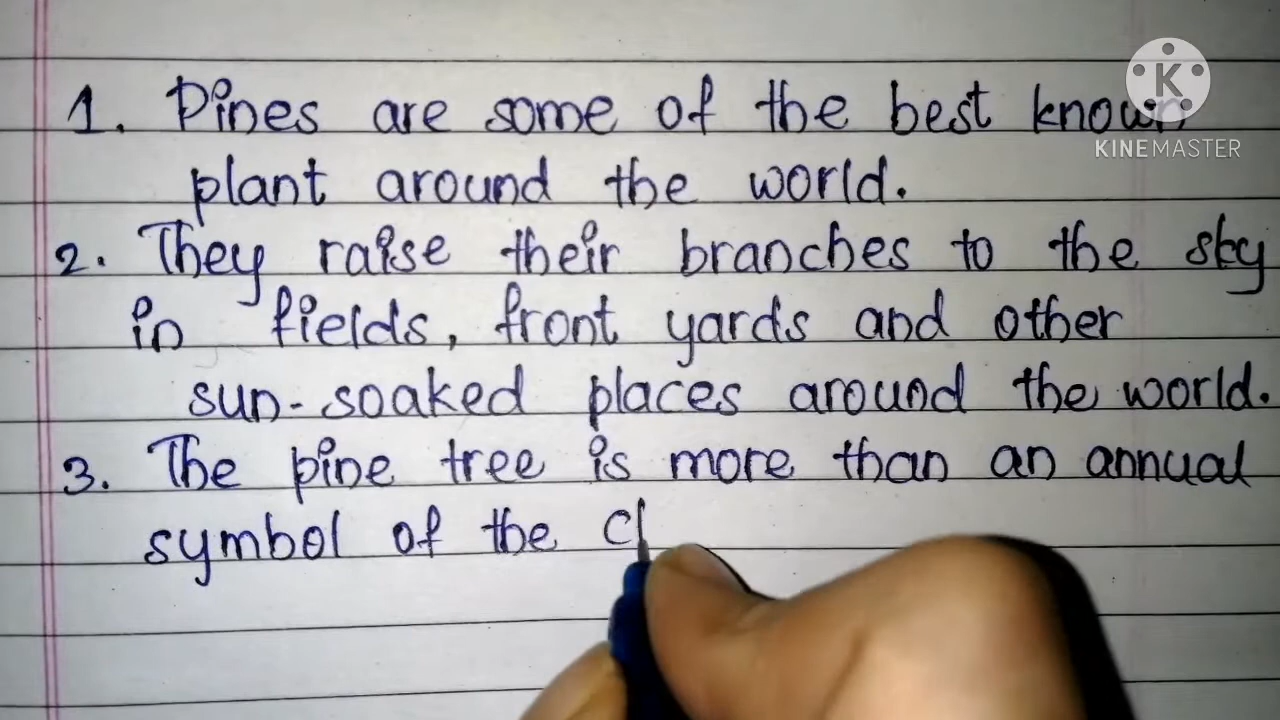 1. Pines are some of the best known
plant around the world.
2. They raise their branches to the sky
in fields, front yards and other
sun-soaked places around the world.
3. The pine tree is more than an annual
symbol of the
K
KINEMASTER